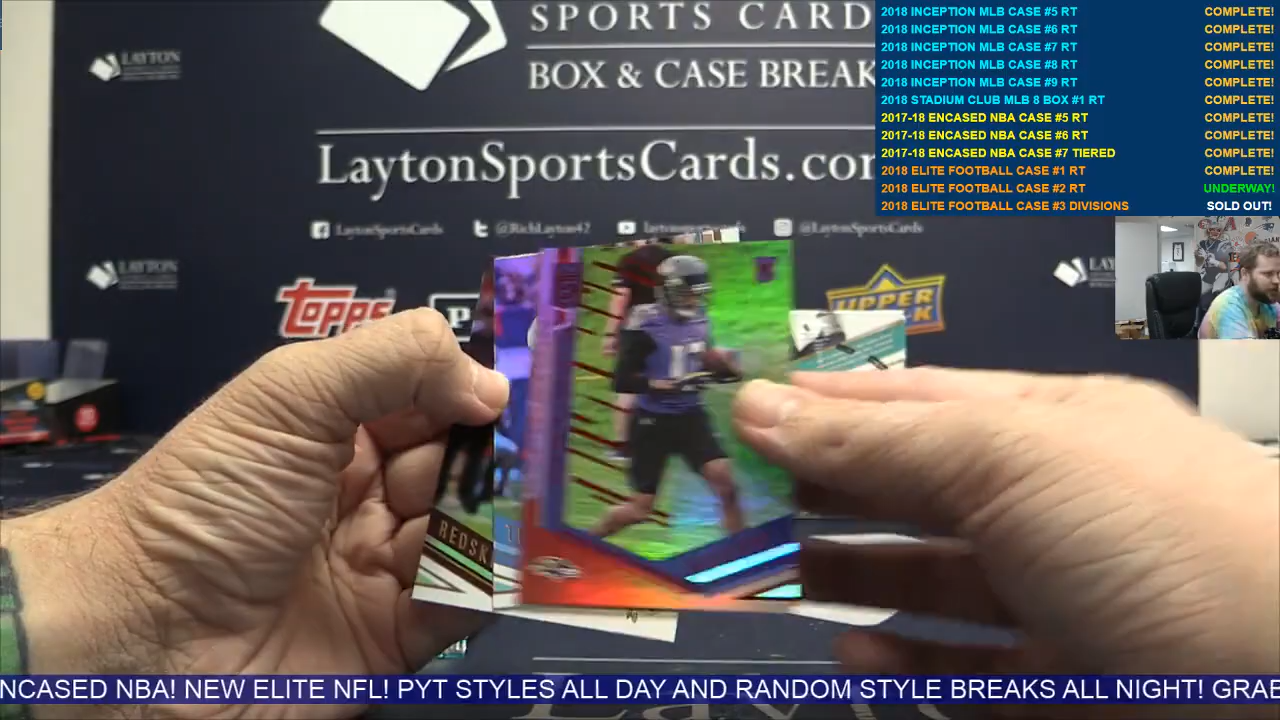 SPORTS CARD
BOX & CASE BREAK
LaytonSportsCards.co
LaytonSportsCards
@RichLayton42
@LaytonSportsCards
LAYTON
LAYTON
LAY
TOPPS
P
UPPER
REDSK
2018 INCEPTION MLB CASE #5 RT COMPLETE!
2018 INCEPTION MLB CASE #6 RT COMPLETE!
2018 INCEPTION MLB CASE #7 RT COMPLETE!
2018 INCEPTION MLB CASE #8 RT COMPLETE!
2018 INCEPTION MLB CASE #9 RT COMPLETE!
2018 STADIUM CLUB MLB 8 BOX #1 RT COMPLETE!
2017-18 ENCASED NBA CASE #5 RT COMPLETE!
2017-18 ENCASED NBA CASE #6 RT COMPLETE!
2017-18 ENCASED NBA CASE #7 TIERED COMPLETE!
2018 ELITE FOOTBALL CASE #1 RT COMPLETE!
2018 ELITE FOOTBALL CASE #2 RT UNDERWAY!
2018 ELITE FOOTBALL CASE #3 DIVISIONS SOLD OUT!
NCASED NBA! NEW ELITE NFL! PYT STYLES ALL DAY AND RANDOM STYLE BREAKS ALL NIGHT! GRAE